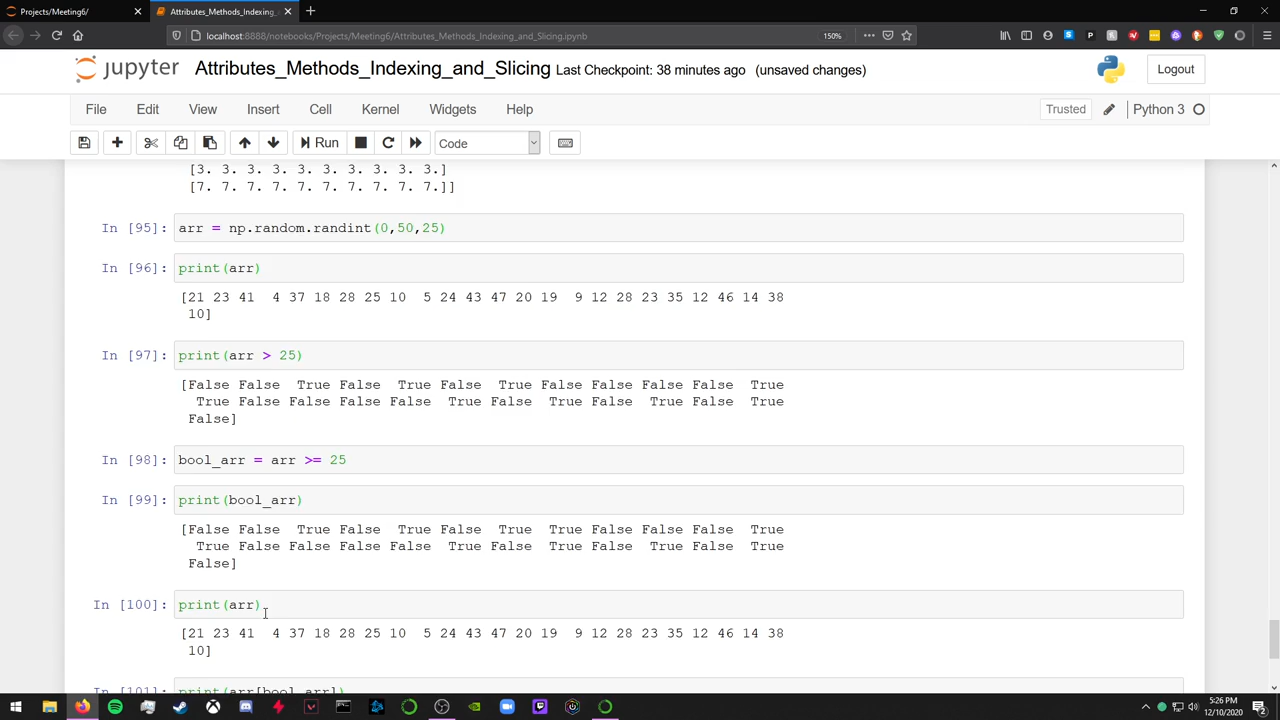 Projects/Meeting6/
Attributes_Methods_Indexing_
localhost:8888/notebooks/Projects/Meeting6/Attributes_Methods_Indexing_and_Slicing.ipynb
150%
jupyter
Attributes_Methods_Indexing_and_Slicing Last Checkpoint: 38 minutes ago (unsaved changes)
Logout
File Edit View Insert Cell Kernel Widgets Help
Trusted
Python 3
Run
Code
[3. 3. 3. 3. 3. 3. 3. 3. 3. 3.]
[7. 7. 7. 7. 7. 7. 7. 7. 7. 7.]]
In [95]: arr = np.random.randint(0,50,25)
In [96]: print(arr)
[21 23 41  4 37 18 28 25 10  5 24 43 47 20 19  9 12 28 23 35 12 46 14 38
10]
In [97]: print(arr > 25)
[False False  True False  True False  True False False False False  True
True False False False False  True False  True False  True False  True
False]
In [98]: bool_arr = arr >= 25
In [99]: print(bool_arr)
[False False  True False  True False  True  True False False False  True
True False False False False  True False  True False  True False  True
False]
In [100]: print(arr)
[21 23 41  4 37 18 28 25 10  5 24 43 47 20 19  9 12 28 23 35 12 46 14 38
10]
In [101]: print(arr[bool_arr])
5:26 PM
12/10/2020